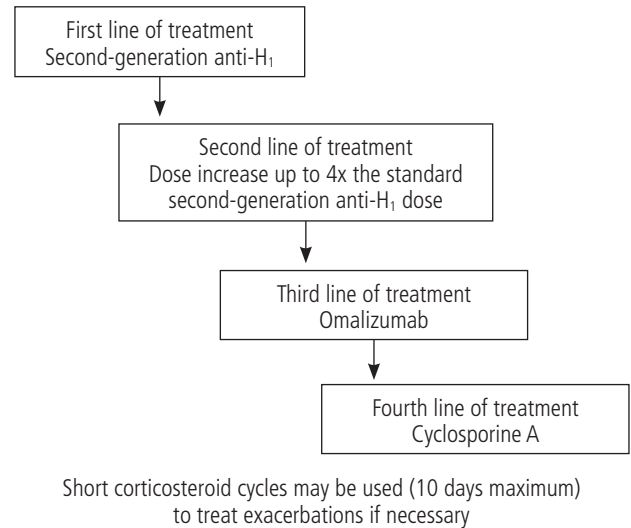 First line of treatment
Second-generation anti-H₁
Second line of treatment
Dose increase up to 4x the standard
second-generation anti-H₁ dose
Third line of treatment
Omalizumab
Fourth line of treatment
Cyclosporine A
Short corticosteroid cycles may be used (10 days maximum)
to treat exacerbations if necessary